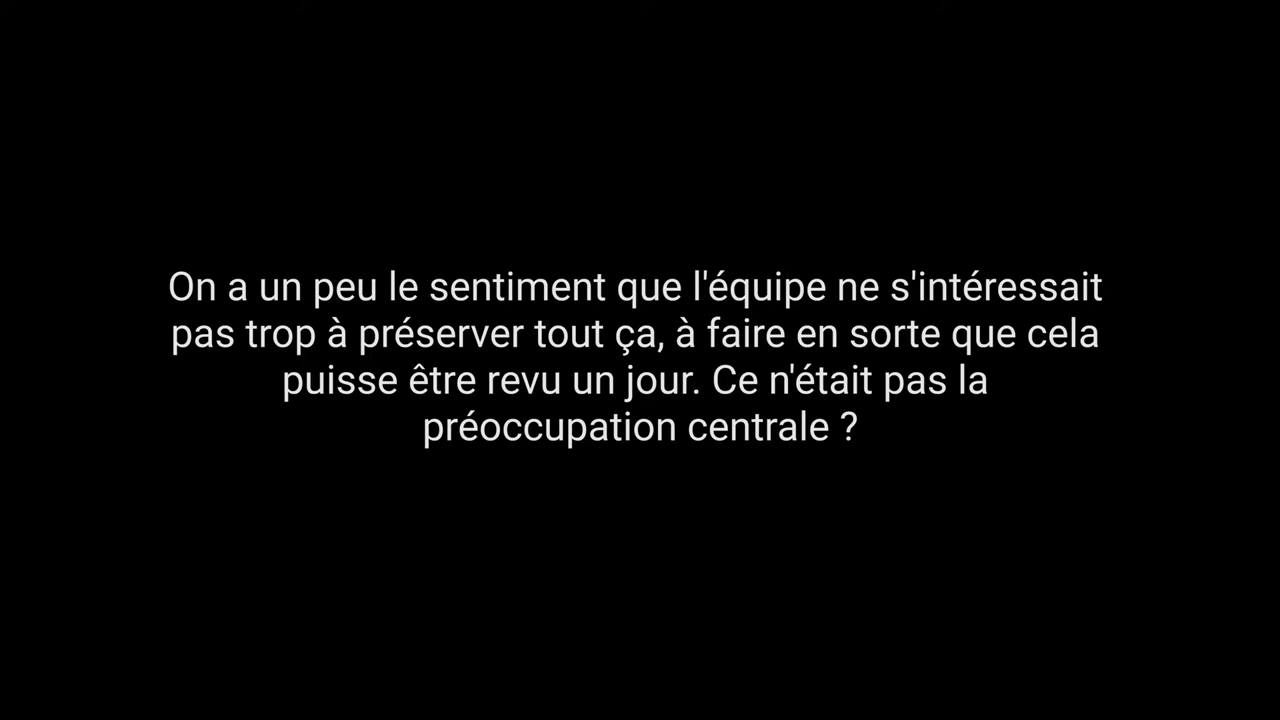 On a un peu le sentiment que l'équipe ne s'intéressait
pas trop à préserver tout ça, à faire en sorte que cela
puisse être revu un jour. Ce n'était pas la
préoccupation centrale ?